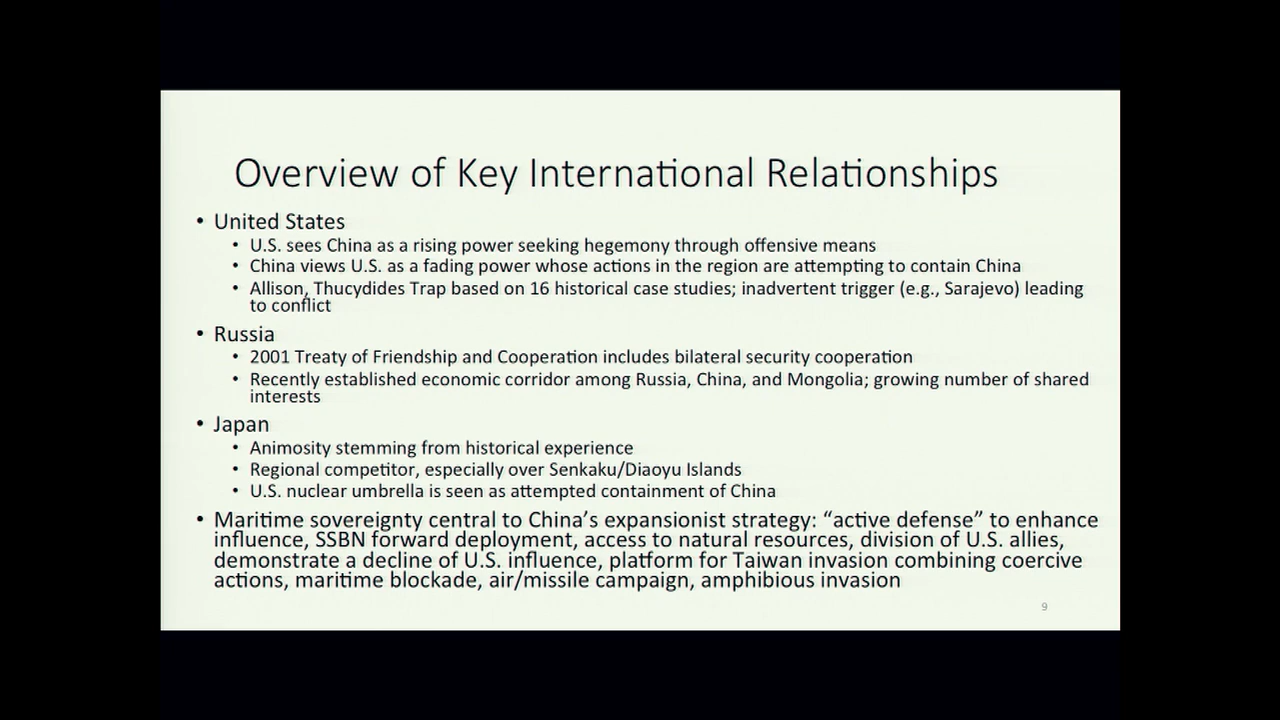 Overview of Key International Relationships
• United States
• U.S. sees China as a rising power seeking hegemony through offensive means
• China views U.S. as a fading power whose actions in the region are attempting to contain China
• Allison, Thucydides Trap based on 16 historical case studies; inadvertent trigger (e.g., Sarajevo) leading
to conflict
• Russia
• 2001 Treaty of Friendship and Cooperation includes bilateral security cooperation
• Recently established economic corridor among Russia, China, and Mongolia; growing number of shared
interests
• Japan
• Animosity stemming from historical experience
• Regional competitor, especially over Senkaku/Diaoyu Islands
• U.S. nuclear umbrella is seen as attempted containment of China
• Maritime sovereignty central to China’s expansionist strategy: “active defense” to enhance
influence, SSBN forward deployment, access to natural resources, division of U.S. allies,
demonstrate a decline of U.S. influence, platform for Taiwan invasion combining coercive
actions, maritime blockade, air/missile campaign, amphibious invasion
9